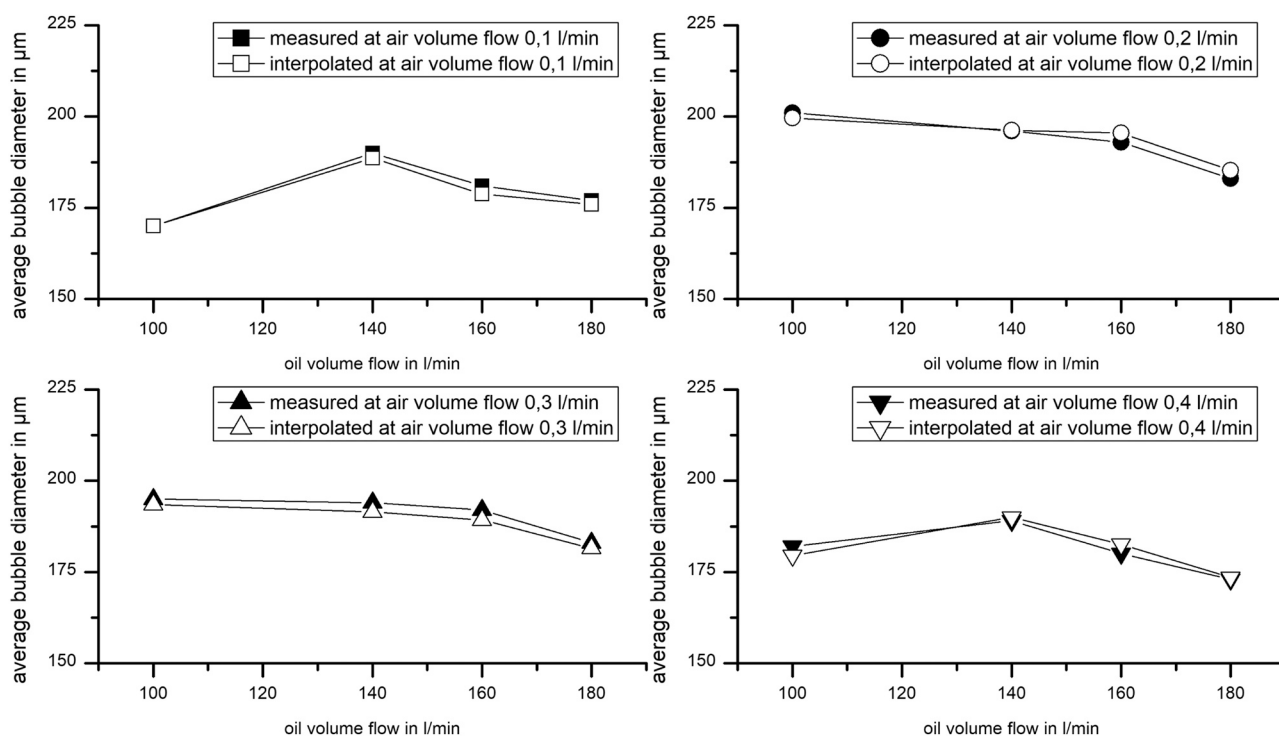 225
200
175
150
average bubble diameter in µm
measured at air volume flow 0,1 l/min
interpolated at air volume flow 0,1 l/min
100 120 140 160 180
oil volume flow in l/min
225
200
175
150
average bubble diameter in µm
measured at air volume flow 0,2 l/min
interpolated at air volume flow 0,2 l/min
100 120 140 160 180
oil volume flow in l/min
225
200
175
150
average bubble diameter in µm
measured at air volume flow 0,3 l/min
interpolated at air volume flow 0,3 l/min
100 120 140 160 180
oil volume flow in l/min
225
200
175
150
average bubble diameter in µm
measured at air volume flow 0,4 l/min
interpolated at air volume flow 0,4 l/min
100 120 140 160 180
oil volume flow in l/min